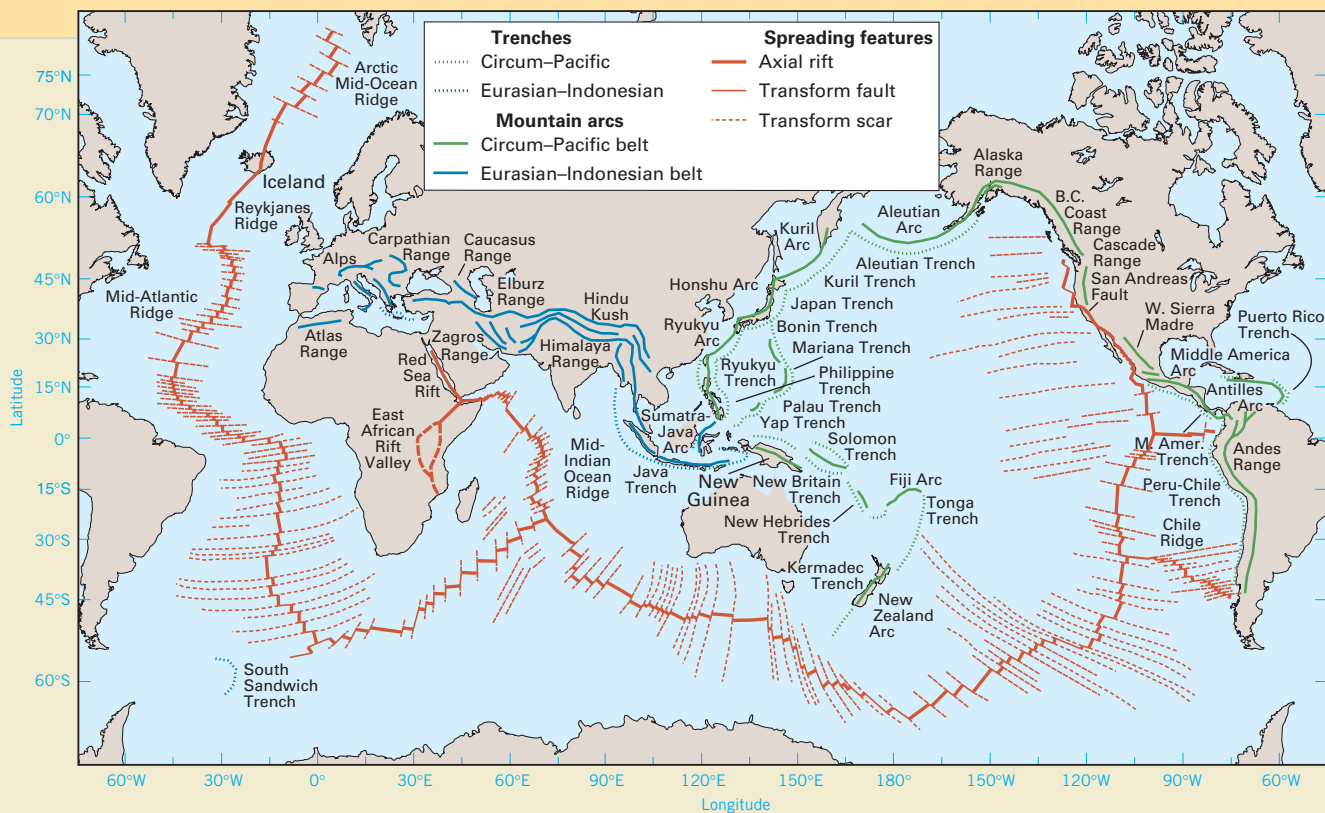 Trenches
Circum–Pacific
Eurasian–Indonesian
Mountain arcs
Circum–Pacific belt
Eurasian–Indonesian belt
Spreading features
Axial rift
Transform fault
Transform scar
75°N
70°N
60°N
45°N
30°N
15°N
0°
15°S
30°S
45°S
60°S
Latitude
Arctic
Mid-Ocean
Ridge
Iceland
Reykjanes
Ridge
Mid-Atlantic
Ridge
Alps
Carpathian
Range
Caucasus
Range
Elburz
Range
Hindu
Kush
Atlas
Range
Zagros
Range
Himalaya
Range
Red
Sea
Rift
East
African
Rift
Valley
Mid-
Indian
Ocean
Ridge
South
Sandwich
Trench
Sumatra-
Java
Arc
Java
Trench
New
Guinea
Kuril
Arc
Honshu Arc
Ryukyu
Arc
Ryukyu
Trench
Aleutian
Arc
Aleutian Trench
Kuril Trench
Japan Trench
Bonin Trench
Mariana Trench
Philippine
Trench
Palau Trench
Yap Trench
Solomon
Trench
New Britain
Trench
Fiji Arc
Tonga
Trench
New Hebrides
Trench
Kermadec
Trench
New
Zealand
Arc
Alaska
Range
B.C.
Coast
Range
Cascade
Range
San Andreas
Fault
W. Sierra
Madre
Puerto Rico
Trench
Middle America
Arc
Antilles
Arc
M. Amer.
Trench
Andes
Range
Peru-Chile
Trench
Chile
Ridge
60°W
30°W
0°
30°E
60°E
90°E
120°E
150°E
180°
150°W
120°W
90°W
60°W
Longitude